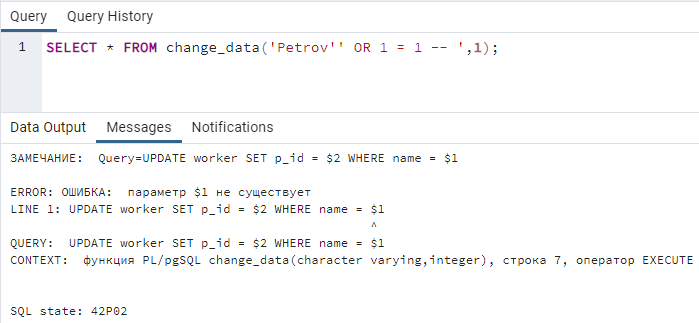 Query Query History
1 SELECT * FROM change_data('Petrov'' OR 1 = 1 -- ',1);
Data Output Messages Notifications
ЗАМЕЧАНИЕ:  Query=UPDATE worker SET p_id = $2 WHERE name = $1
ERROR: ОШИБКА:  параметр $1 не существует
LINE 1: UPDATE worker SET p_id = $2 WHERE name = $1
^
QUERY:  UPDATE worker SET p_id = $2 WHERE name = $1
CONTEXT:  функция PL/pgSQL change_data(character varying,integer), строка 7, оператор EXECUTE
SQL state: 42P02